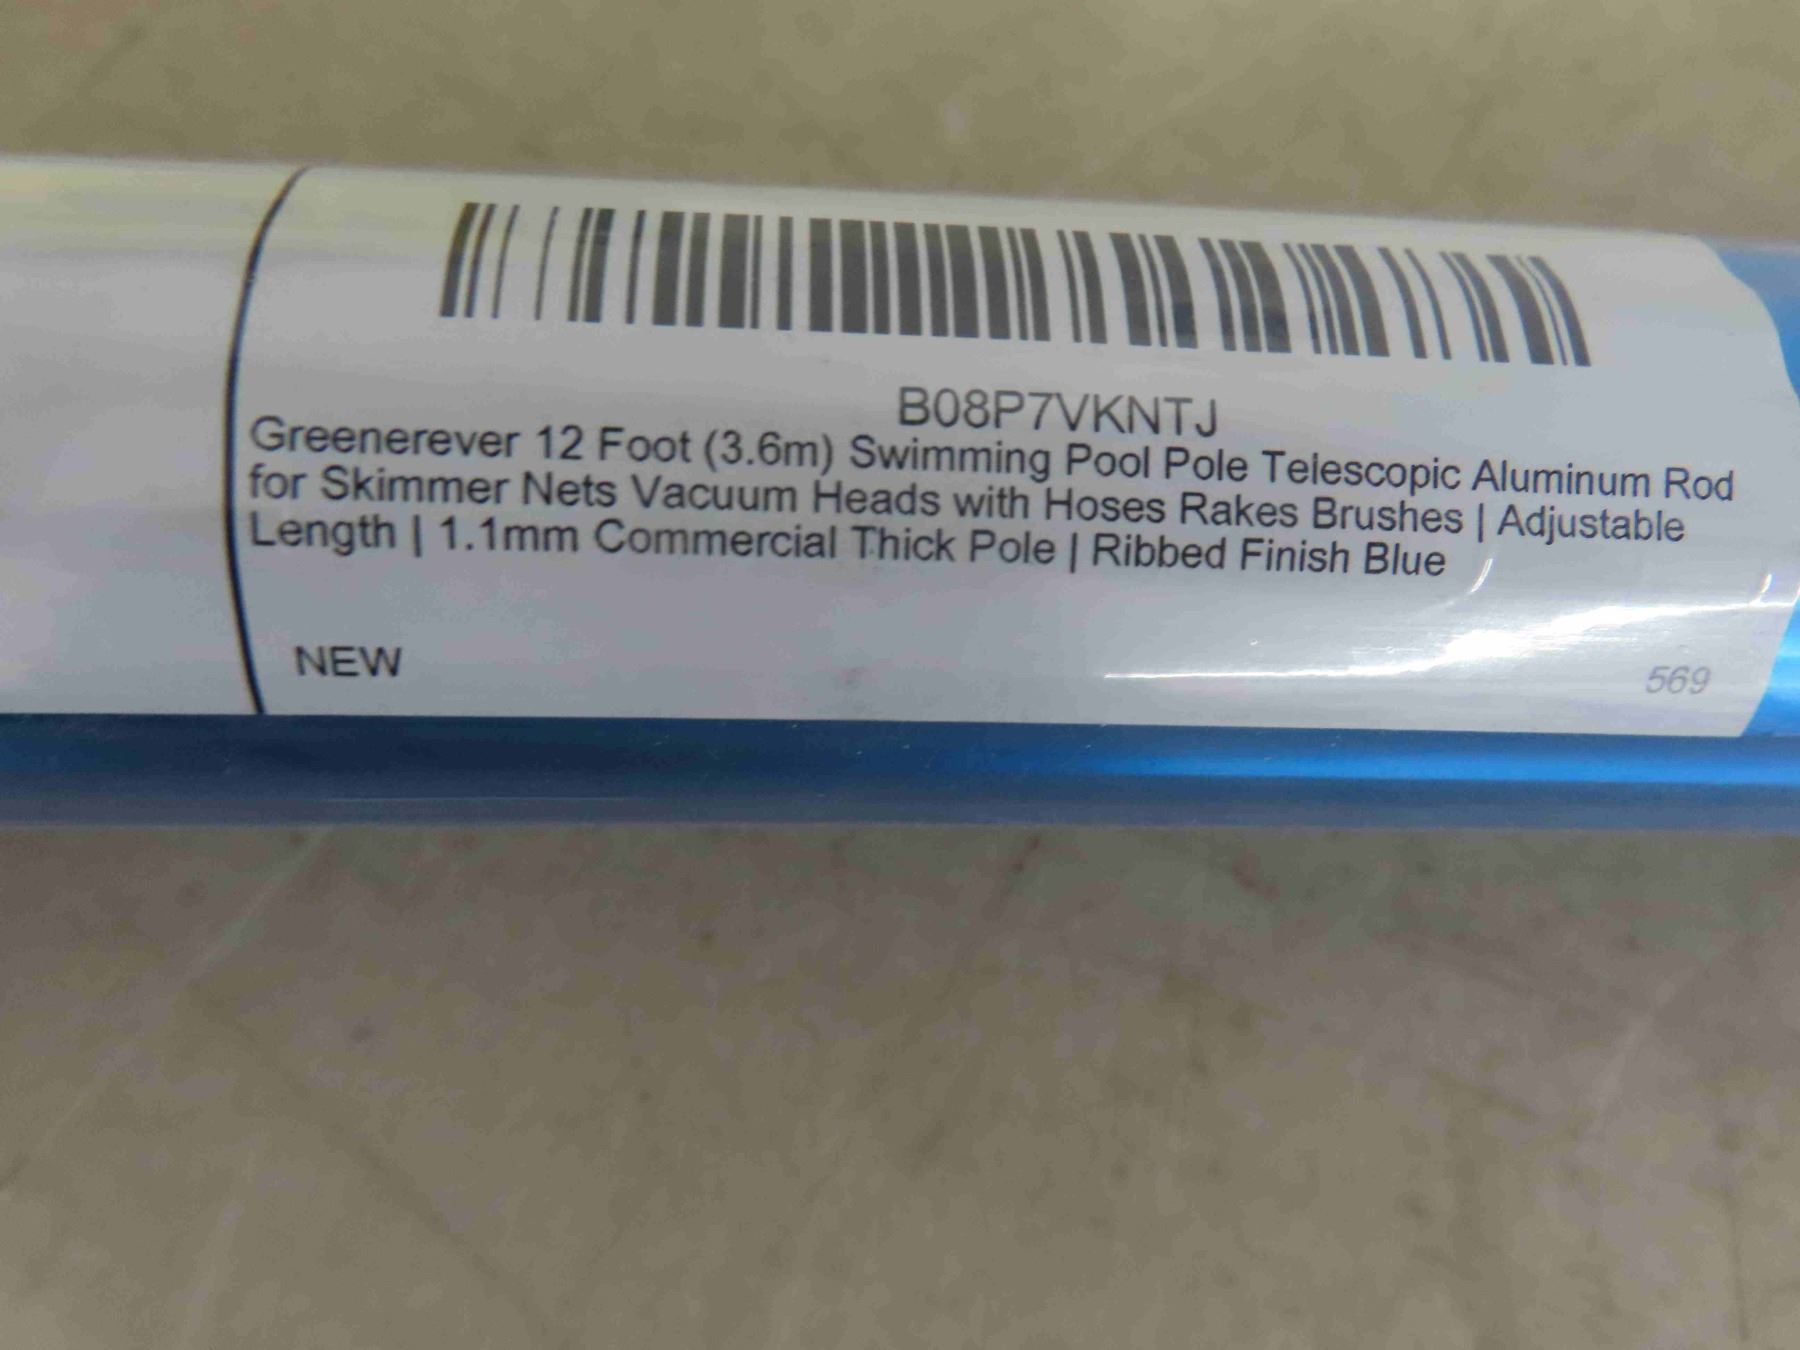 B08P7VKNTJ
Greenerever 12 Foot (3.6m) Swimming Pool Pole Telescopic Aluminum Rod
for Skimmer Nets Vacuum Heads with Hoses Rakes Brushes | Adjustable
Length | 1.1mm Commercial Thick Pole | Ribbed Finish Blue
NEW
569